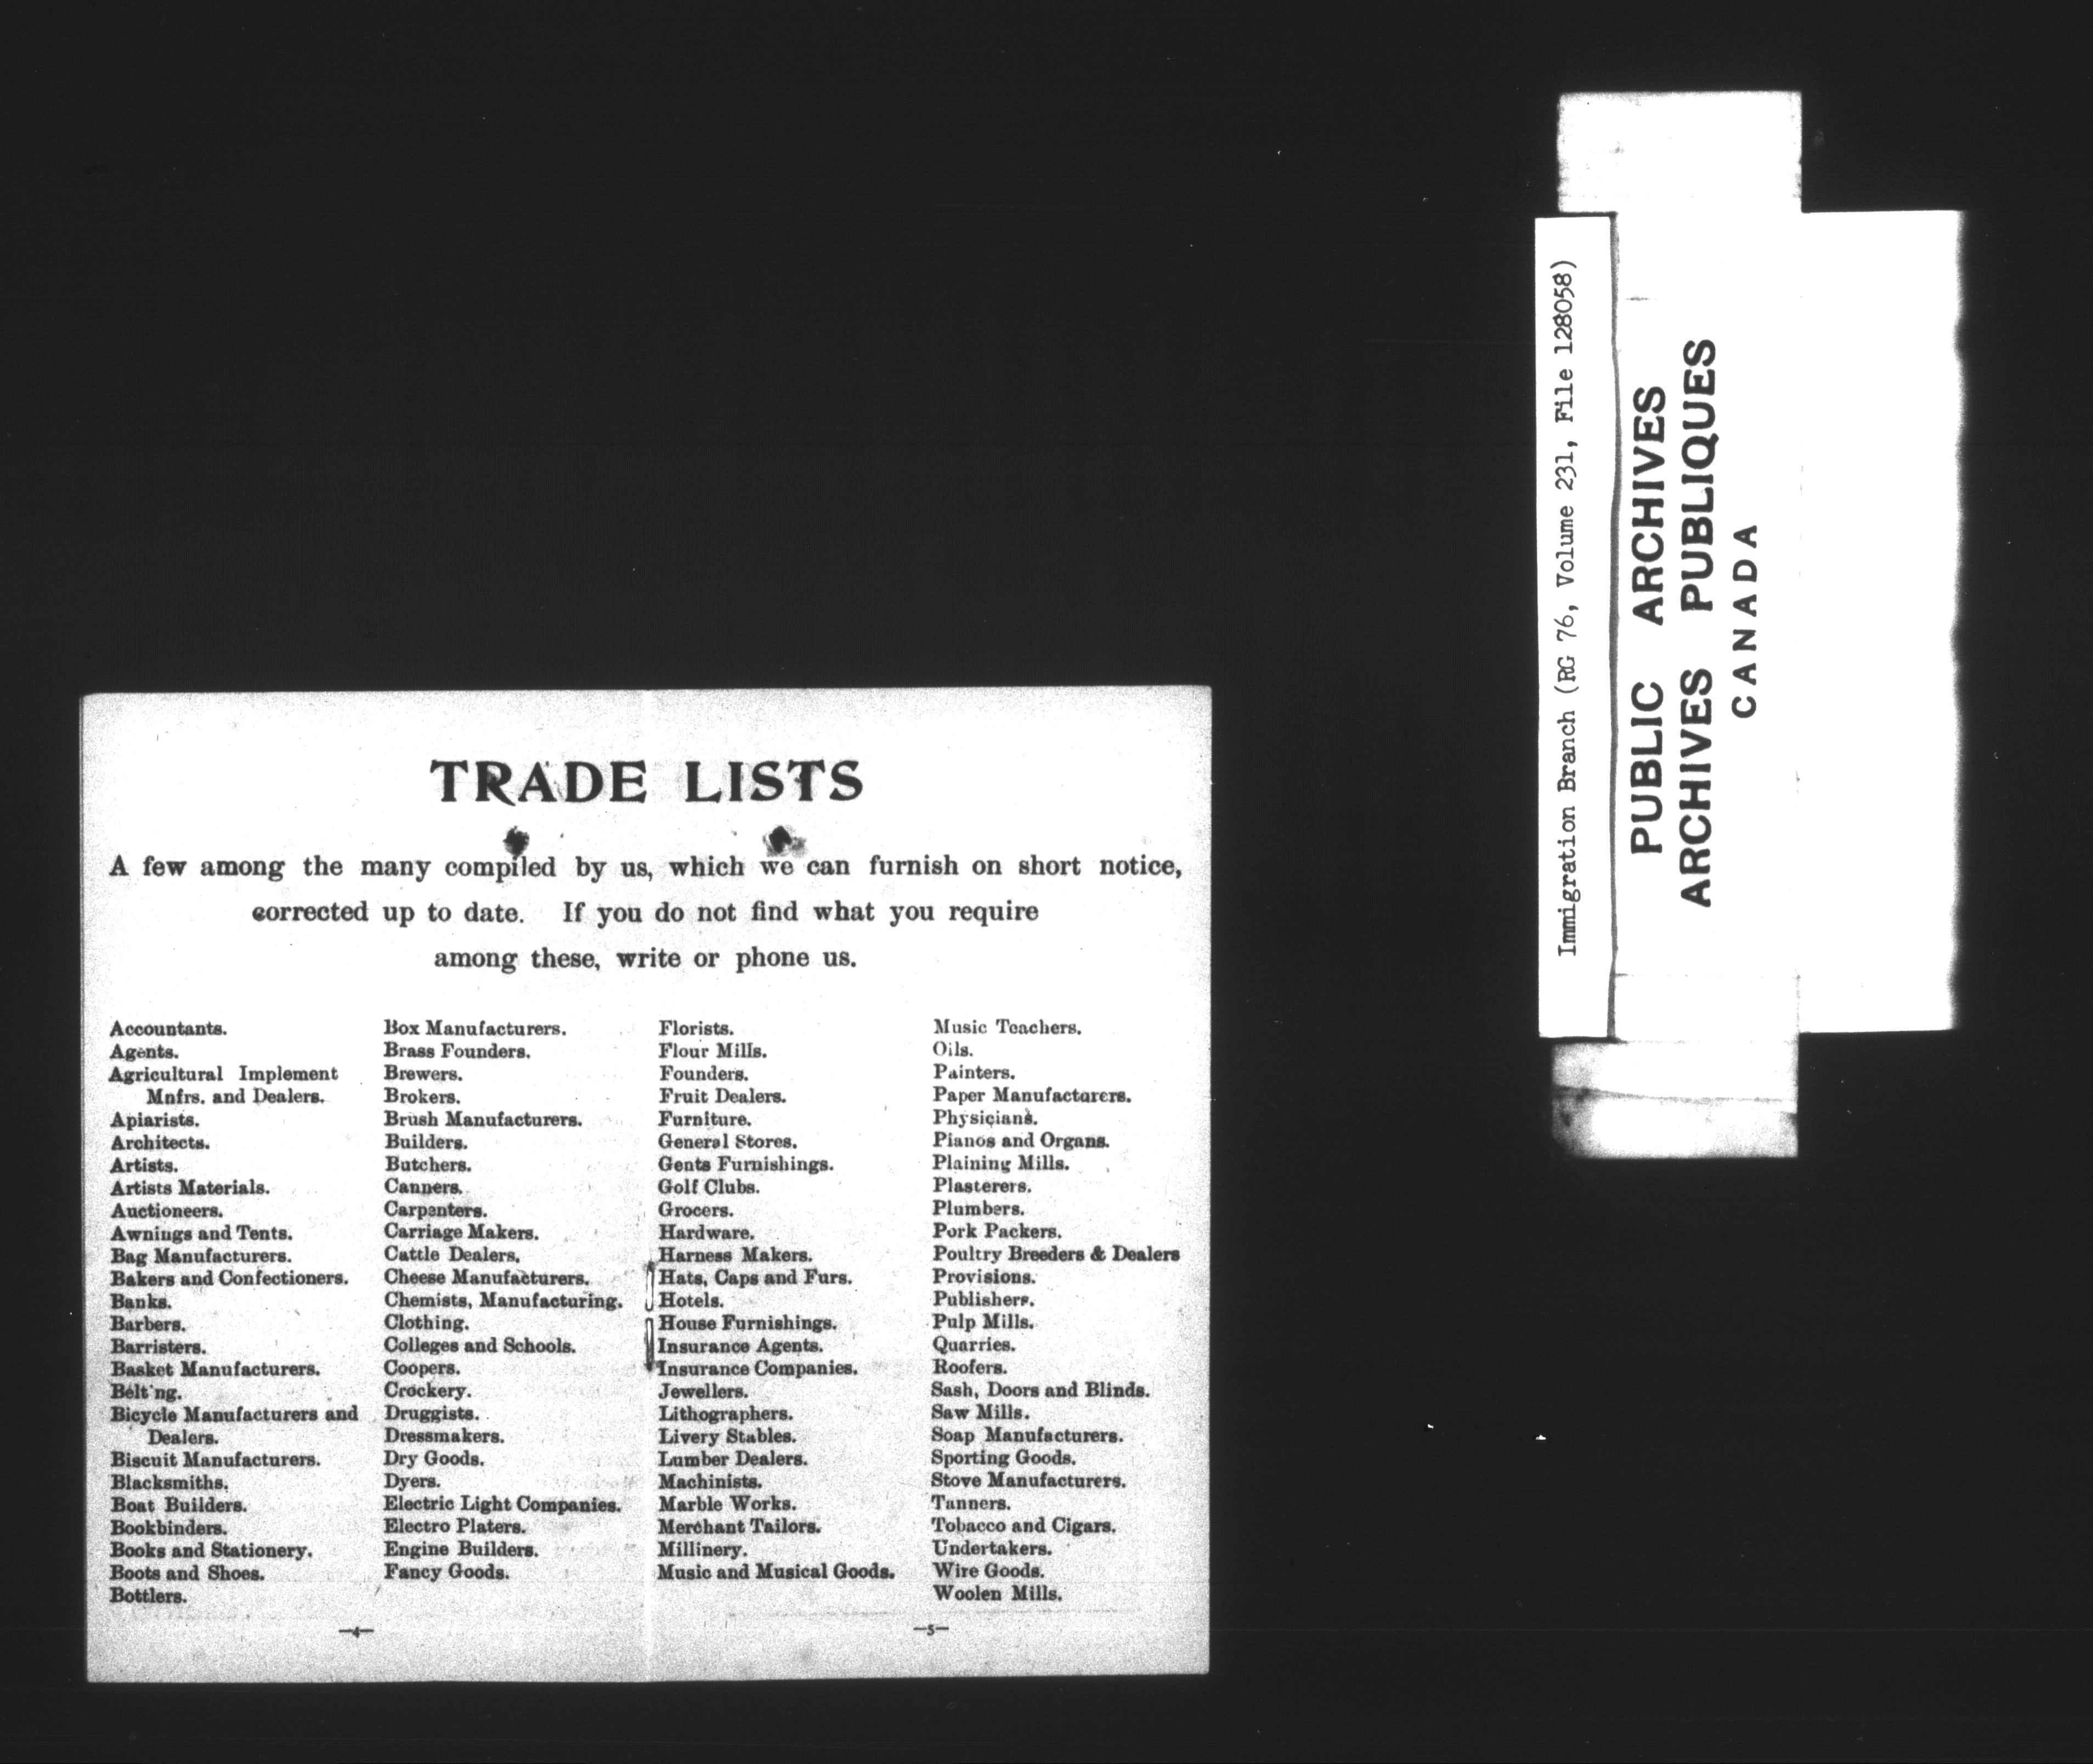 TRADE LISTS
A few among the many compiled by us, which we can furnish on short notice,
corrected up to date. If you do not find what you require
among these, write or phone us.
Accountants.
Agents.
Agricultural Implement
Mnfrs. and Dealers.
Apiarists.
Architects.
Artists.
Artists Materials.
Auctioneers.
Awnings and Tents.
Bag Manufacturers.
Bakers and Confectioners.
Banks.
Barbers.
Barristers.
Basket Manufacturers.
Belt'ng.
Bicycle Manufacturers and
Dealers.
Biscuit Manufacturers.
Blacksmiths.
Boat Builders.
Bookbinders.
Books and Stationery.
Boots and Shoes.
Bottlers.
Box Manufacturers.
Brass Founders.
Brewers.
Brokers.
Brush Manufacturers.
Builders.
Butchers.
Canners.
Carpenters.
Carriage Makers.
Cattle Dealers.
Cheese Manufacturers.
Chemists, Manufacturing.
Clothing.
Colleges and Schools.
Coopers.
Crockery.
Druggists.
Dressmakers.
Dry Goods.
Dyers.
Electric Light Companies.
Electro Platers.
Engine Builders.
Fancy Goods.
—4—
Florists.
Flour Mills.
Founders.
Fruit Dealers.
Furniture.
General Stores.
Gents Furnishings.
Golf Clubs.
Grocers.
Hardware.
Harness Makers.
Hats, Caps and Furs.
Hotels.
House Furnishings.
Insurance Agents.
Insurance Companies.
Jewellers.
Lithographers.
Livery Stables.
Lumber Dealers.
Machinists.
Marble Works.
Merchant Tailors.
Millinery.
Music and Musical Goods.
Music Teachers.
Oils.
Painters.
Paper Manufacturers.
Physicians.
Pianos and Organs.
Plaining Mills.
Plasterers.
Plumbers.
Pork Packers.
Poultry Breeders & Dealers
Provisions.
Publishers.
Pulp Mills.
Quarries.
Roofers.
Sash, Doors and Blinds.
Saw Mills.
Soap Manufacturers.
Sporting Goods.
Stove Manufacturers.
Tanners.
Tobacco and Cigars.
Undertakers.
Wire Goods.
Woolen Mills.
—5—
Immigration Branch (RG 76, Volume 231, File 128058)
PUBLIC ARCHIVES
ARCHIVES PUBLIQUES
CANADA